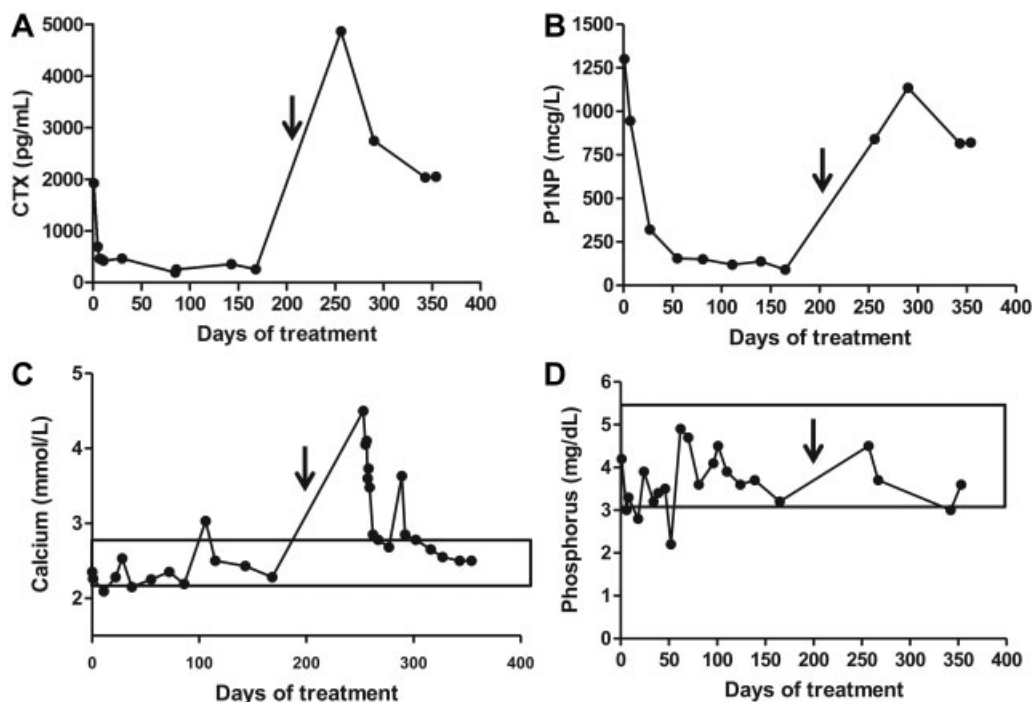 A
CTX (pg/mL)
5000
4000
3000
2000
1000
0
0 50 100 150 200 250 300 350 400
Days of treatment
B
P1NP (mcg/L)
1500
1250
1000
750
500
250
0
0 50 100 150 200 250 300 350 400
Days of treatment
C
Calcium (mmol/L)
5
4
3
2
0 100 200 300 400
Days of treatment
D
Phosphorus (mg/dL)
6
5
4
3
2
1
0
0 50 100 150 200 250 300 350 400
Days of treatment